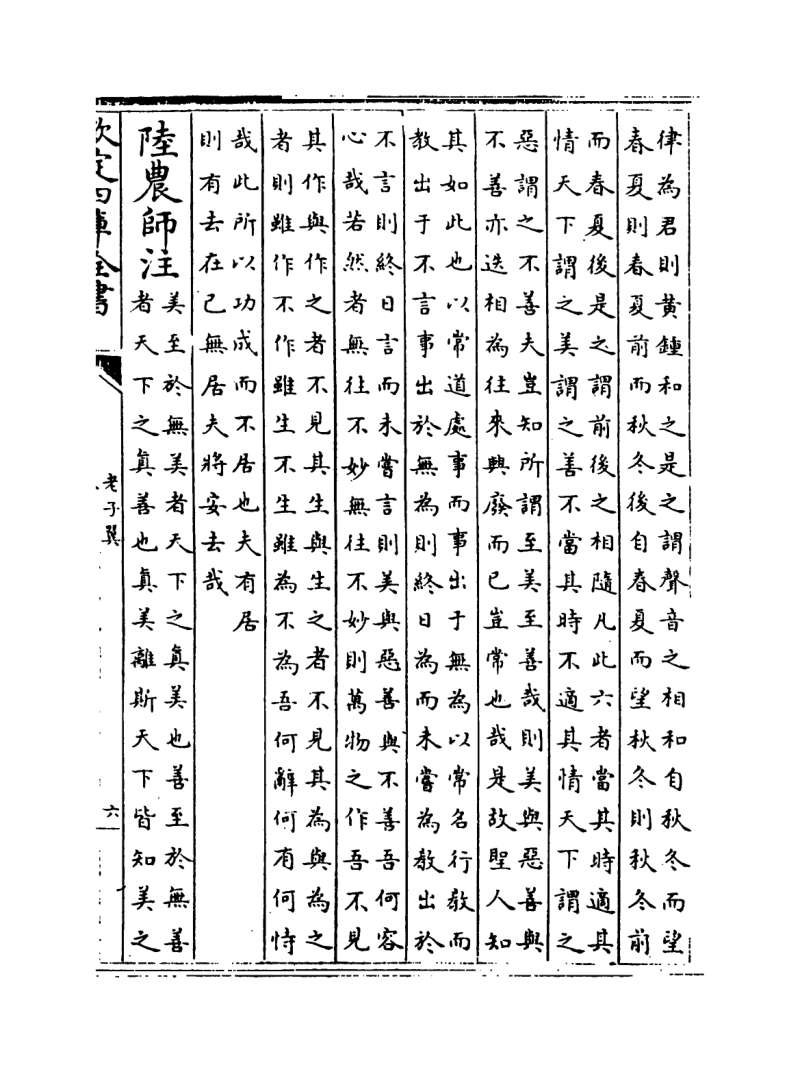 律為君則黄鍾和之是之謂聲音之相和自秋冬而望
春夏則春夏前而秋冬後自春夏而望秋冬則秋冬前
而春夏後是之謂前後之相隨凡此六者當其時適其
情天下謂之美謂之善不當其時不適其情天下謂之
惡謂之不善夫豈知所謂至美至善哉則美與惡善與
不善亦迭相為往來興廢而已豈常也哉是故聖人知
其如此也以常道處事而事出于無為以常名行教而
教出于不言事出於無為則終日為而未嘗為教出於
不言則終日言而未嘗言則美與惡善與不善吾何容
心哉若然者無往不妙無往不妙則萬物之作吾不見
其作與作之者不見其生與生之者不見其為與為之
者則雖作不作雖生不生雖為不為吾何辭何有何恃
哉此所以功成而不居也夫有居
則有去在己無居夫將安去哉
陸農師注
美至於無美者天下之真美也善至於無善
者天下之真善也真美離斯天下皆知美之
欽定四庫全書
老子翼
六